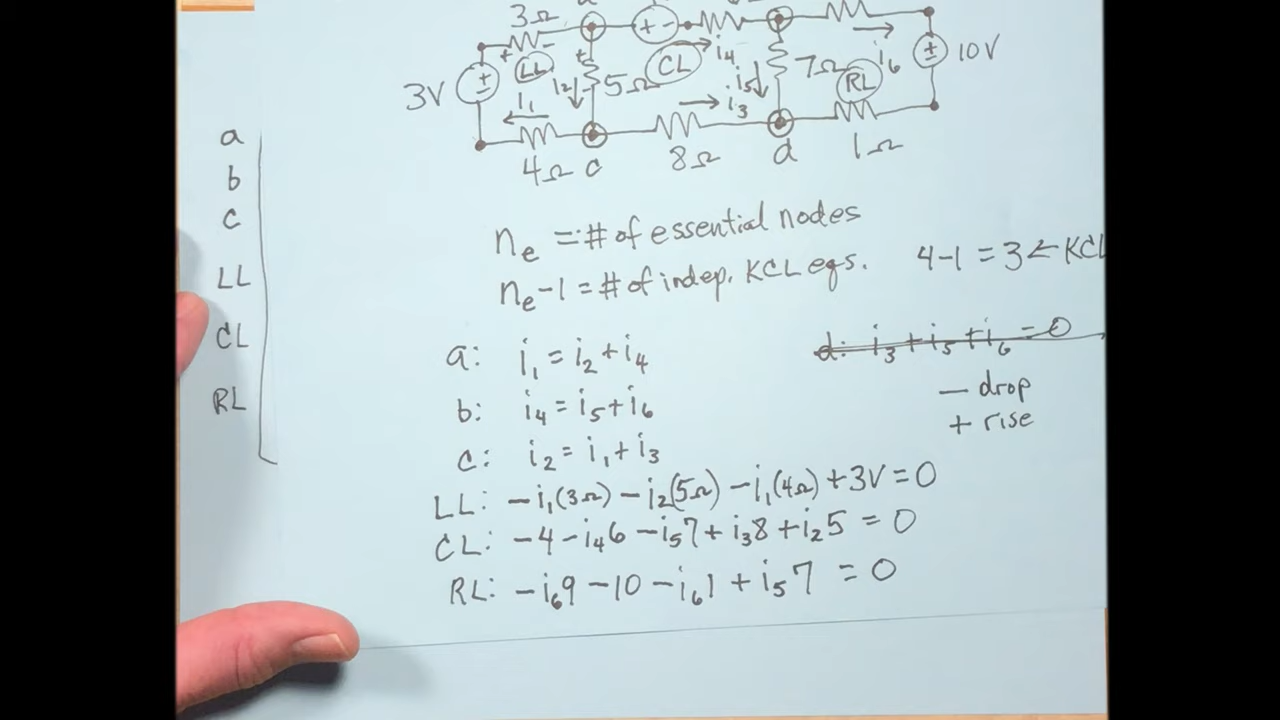 3Ω
+ - + -
3V + - LL + 5Ω CL i4 i5 7Ω i6 RL + - 10V
i1 i2 i3
4Ω c 8Ω d 1Ω
a
b
c
LL
CL
RL
ne = # of essential nodes
ne-1 = # of indep. KCL eqs. 4-1 = 3 ← KCL
a: i1 = i2 + i4
d: i3 + i5 + i6 = 0
- drop
b: i4 = i5 + i6
+ rise
c: i2 = i1 + i3
LL: -i1(3Ω) - i2(5Ω) - i1(4Ω) + 3V = 0
CL: -4 - i46 - i57 + i38 + i25 = 0
RL: -i69 - 10 - i61 + i57 = 0